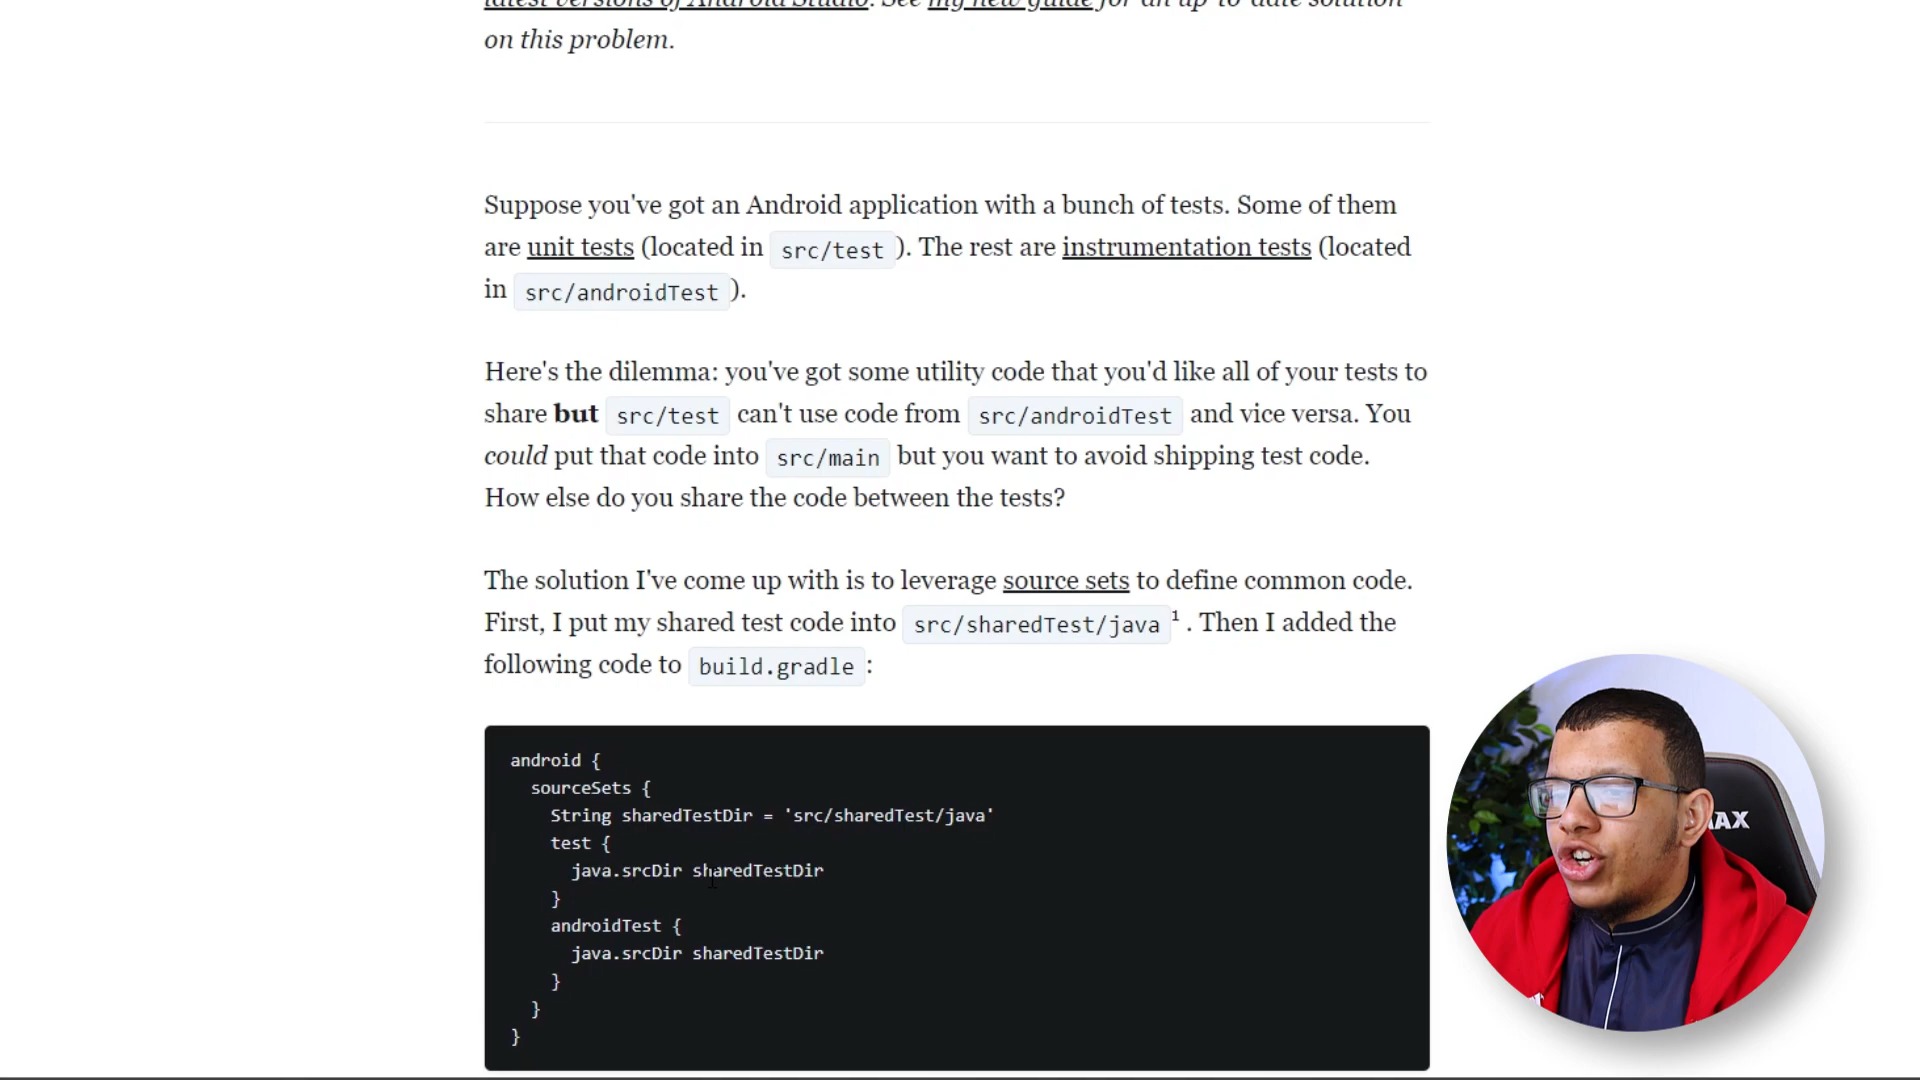 latest versions of Android Studio. See my new guide for an up-to-date solution
on this problem.
Suppose you've got an Android application with a bunch of tests. Some of them
are unit tests (located in src/test ). The rest are instrumentation tests (located
in src/androidTest ).
Here's the dilemma: you've got some utility code that you'd like all of your tests to
share but src/test can't use code from src/androidTest and vice versa. You
could put that code into src/main but you want to avoid shipping test code.
How else do you share the code between the tests?
The solution I've come up with is to leverage source sets to define common code.
First, I put my shared test code into src/sharedTest/java 1 . Then I added the
following code to build.gradle :
android {
sourceSets {
String sharedTestDir = 'src/sharedTest/java'
test {
java.srcDir sharedTestDir
}
androidTest {
java.srcDir sharedTestDir
}
}
}